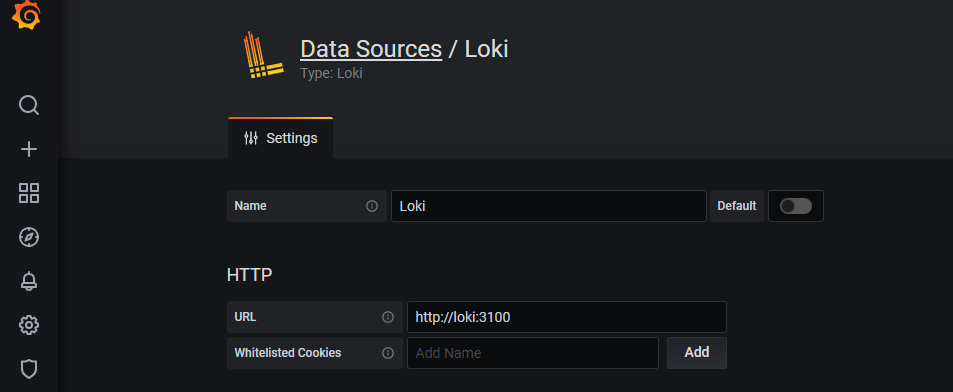 Data Sources / Loki
Type: Loki
Settings
Name Loki Default
HTTP
URL http://loki:3100
Whitelisted Cookies Add Name Add